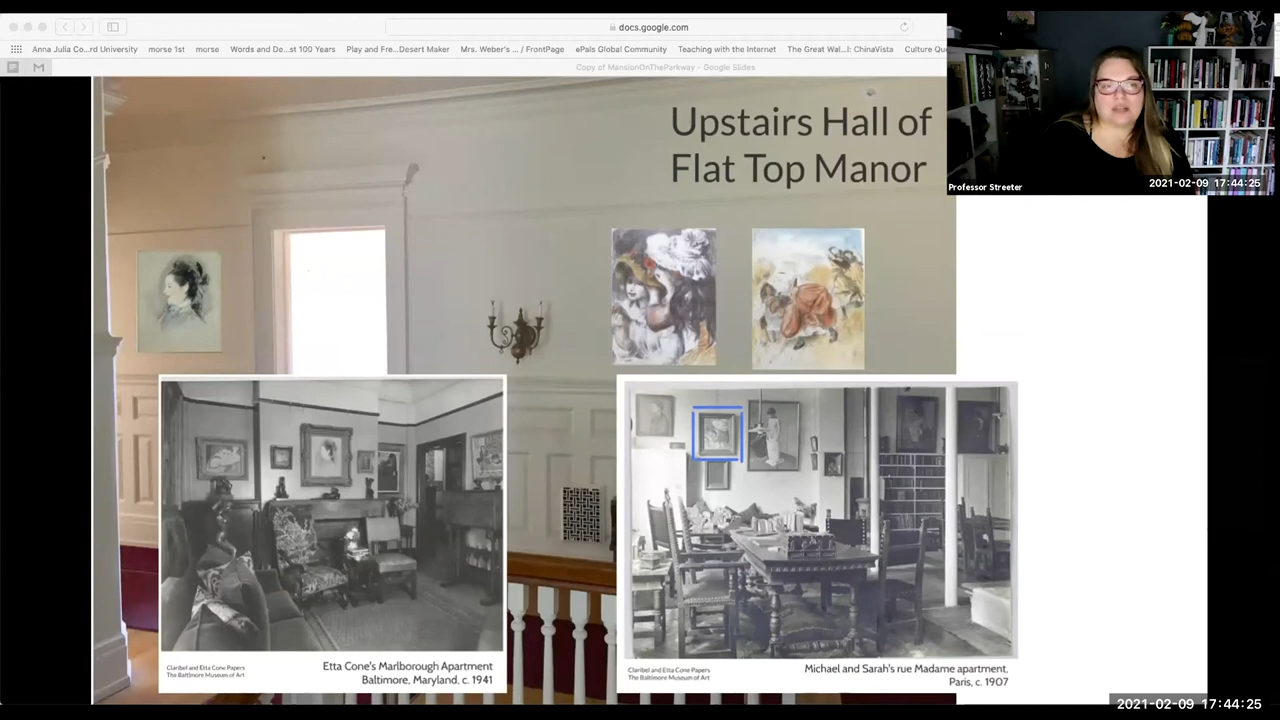 docs.google.com
Anna Julia Co...rd University morse 1st morse Words and De...st 100 Years Play and Fre...Desert Maker Mrs. Weber's ... / FrontPage ePals Global Community Teaching with the Internet The Great Wal...l: ChinaVista Culture Qu
Copy of MansionOnTheParkway - Google Slides
Upstairs Hall of
Flat Top Manor
Professor Streeter
2021-02-09 17:44:25
Claribel and Etta Cone Papers
The Baltimore Museum of Art
Etta Cone's Marlborough Apartment
Baltimore, Maryland, c. 1941
Claribel and Etta Cone Papers
The Baltimore Museum of Art
Michael and Sarah's rue Madame apartment,
Paris, c. 1907
2021-02-09 17:44:25